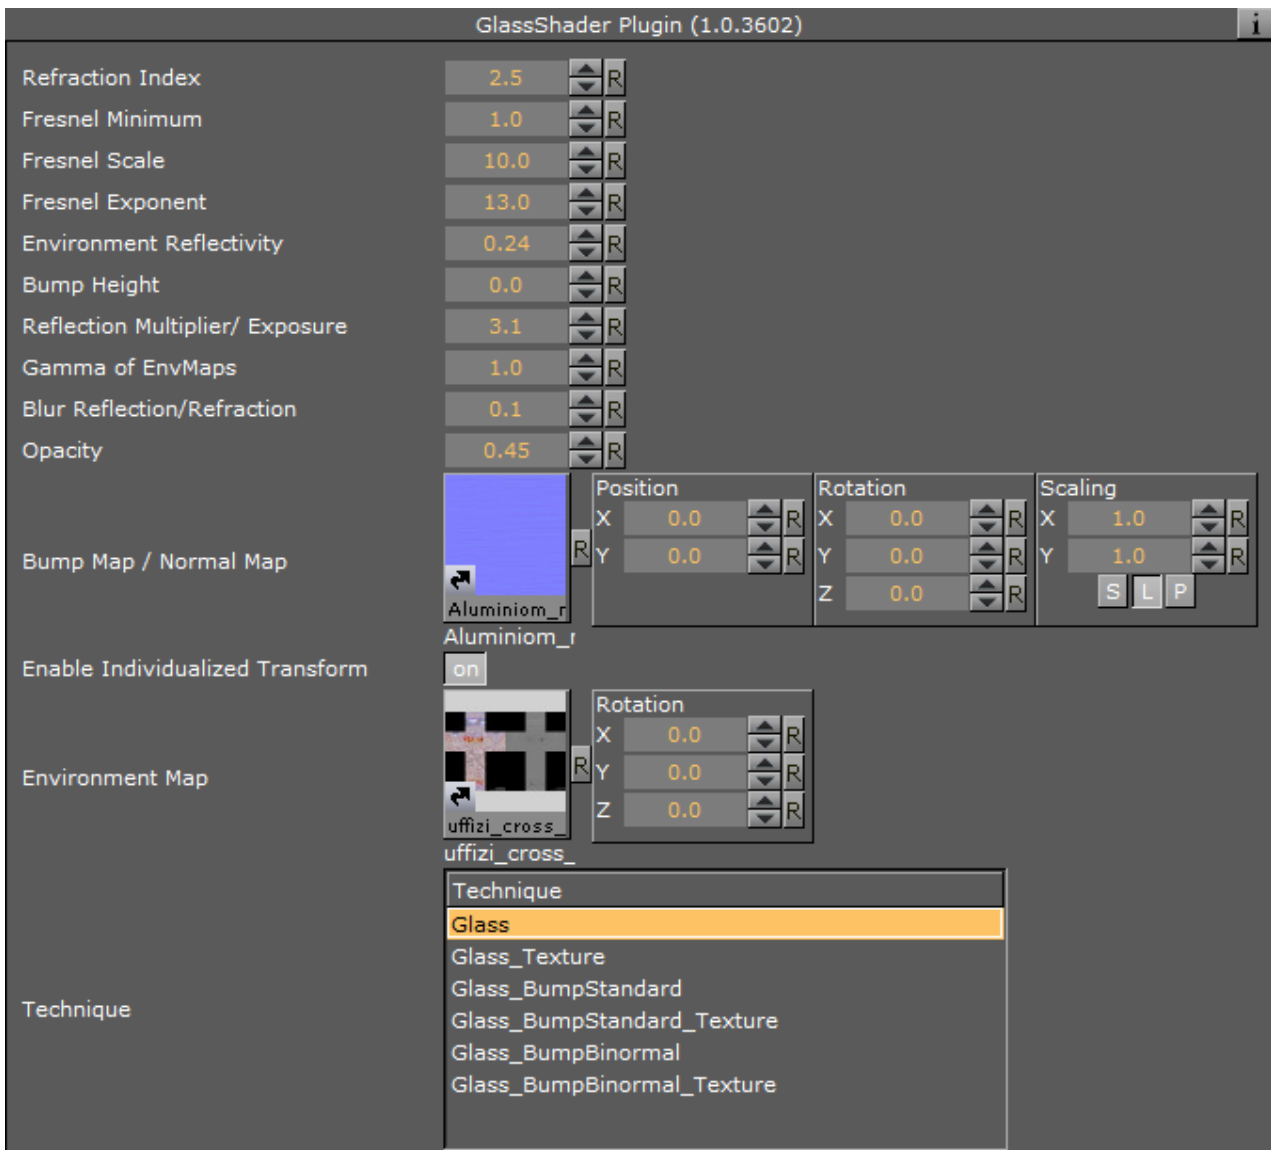 GlassShader Plugin (1.0.3602) i
Refraction Index 2.5 R
Fresnel Minimum 1.0 R
Fresnel Scale 10.0 R
Fresnel Exponent 13.0 R
Environment Reflectivity 0.24 R
Bump Height 0.0 R
Reflection Multiplier/ Exposure 3.1 R
Gamma of EnvMaps 1.0 R
Blur Reflection/Refraction 0.1 R
Opacity 0.45 R
Position Rotation Scaling
X 0.0 R X 0.0 R X 1.0 R
Bump Map / Normal Map R Y 0.0 R Y 0.0 R Y 1.0 R
Z 0.0 R S L P
Aluminiom_r
Aluminiom_r
Enable Individualized Transform on
Rotation
X 0.0 R
Environment Map R Y 0.0 R
Z 0.0 R
uffizi_cross_
uffizi_cross_
Technique
Glass
Glass_Texture
Glass_BumpStandard
Technique
Glass_BumpStandard_Texture
Glass_BumpBinormal
Glass_BumpBinormal_Texture